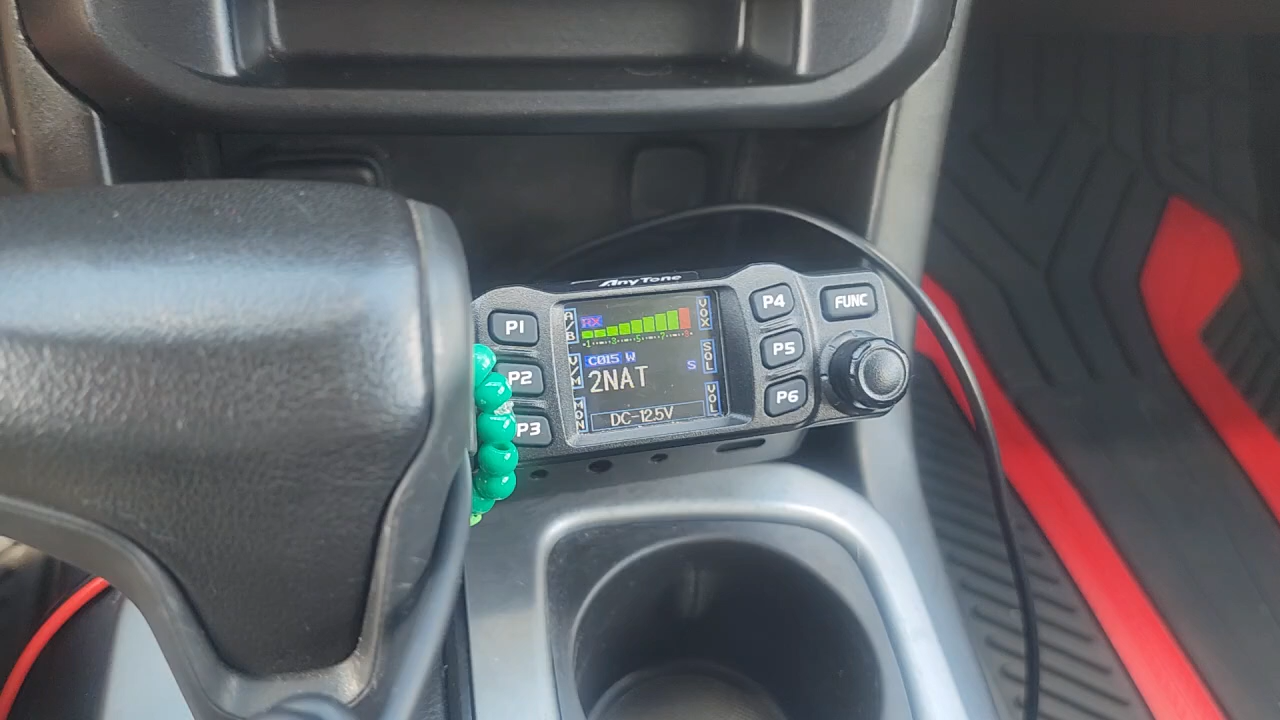 AnyTone
P1
P2
P3
A/B
V/M
MON
RX
1 3 5 7 9
C015 W
2NAT
S
DC-12.5V
VOX
SQL
VOL
P4
P5
P6
FUNC